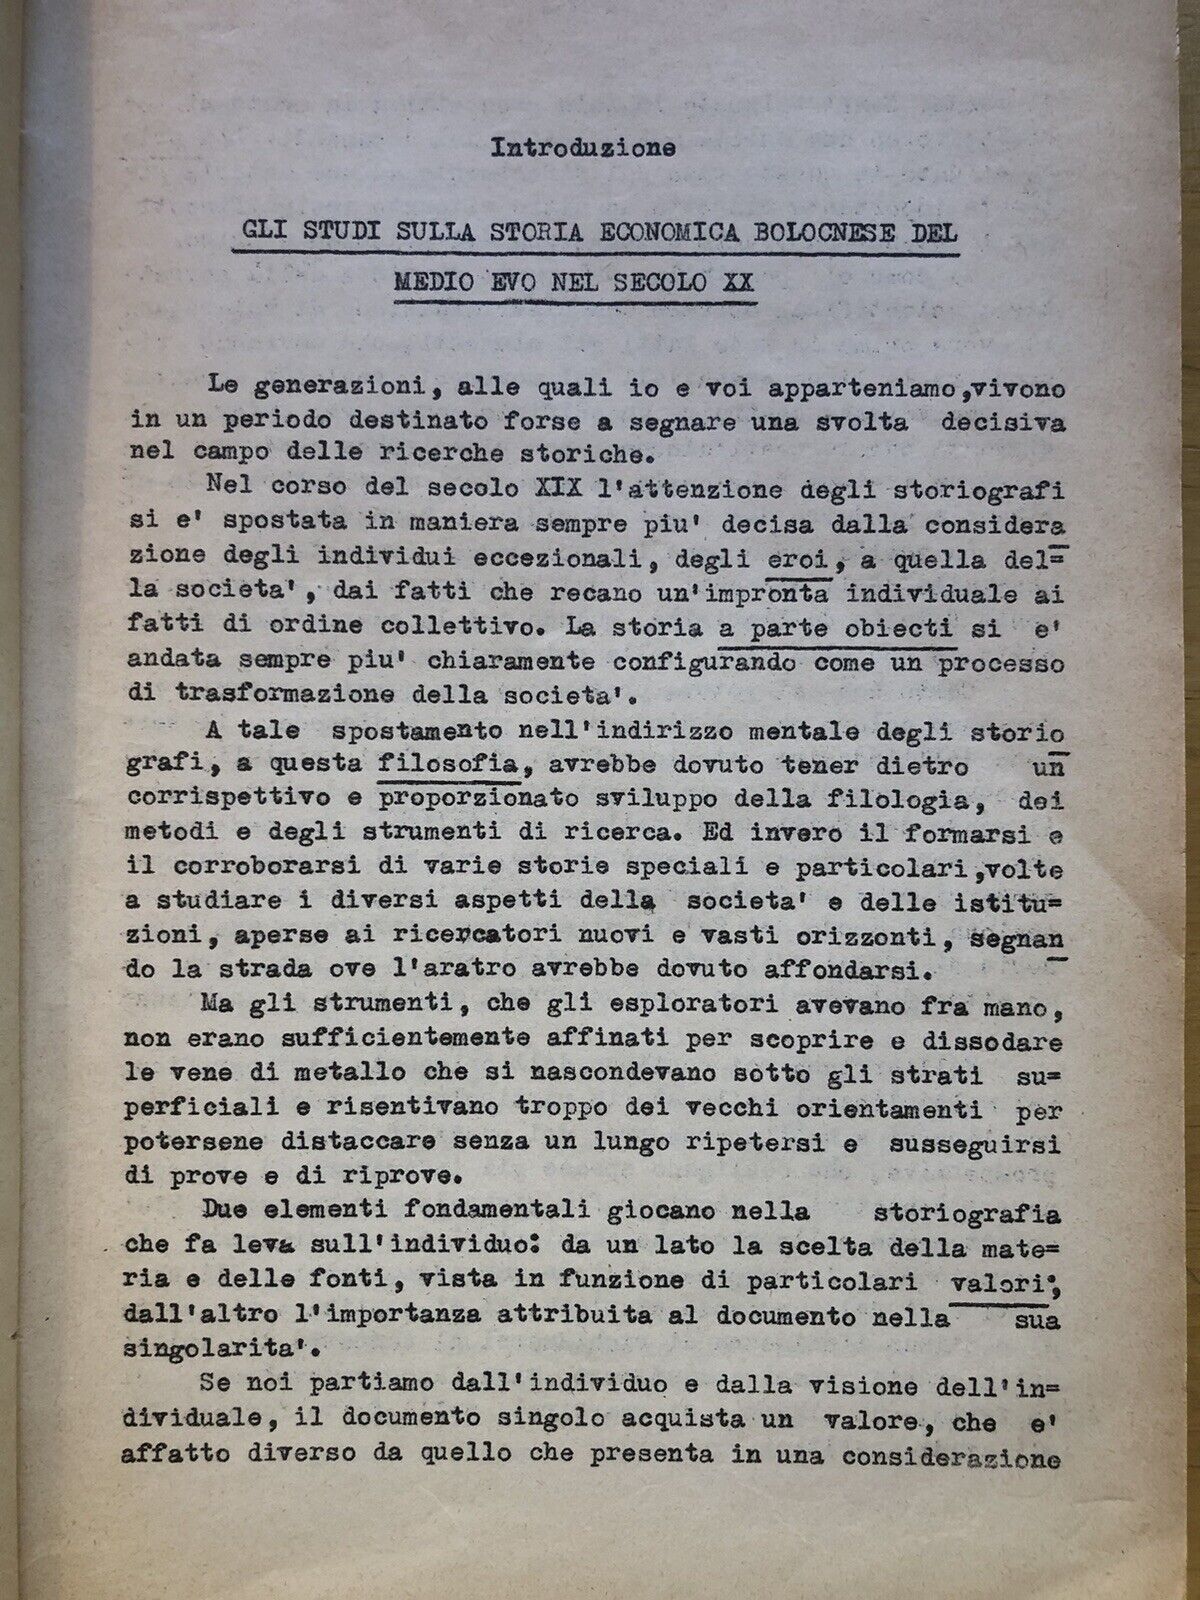 Introduzione
GLI STUDI SULLA STORIA ECONOMICA BOLOCNESE DEL
MEDIO EVO NEL SECOLO XX
Le generazioni, alle quali io e voi apparteniamo,vivono
in un periodo destinato forse a segnare una svolta decisiva
nel campo delle ricerche storiche.
Nel corso del secolo XIX l'attenzione degli storiografi
si e' spostata in maniera sempre piu' decisa dalla considera
zione degli individui eccezionali, degli eroi, a quella del=
la societa', dai fatti che recano un'impronta individuale ai
fatti di ordine collettivo. La storia a parte obiecti si e'
andata sempre piu' chiaramente configurando come un processo
di trasformazione della societa'.
A tale spostamento nell'indirizzo mentale degli storio
grafi, a questa filosofia, avrebbe dovuto tener dietro un
corrispettivo e proporzionato sviluppo della filologia, dei
metodi e degli strumenti di ricerca. Ed invero il formarsi e
il corroborarsi di varie storie speciali e particolari,volte
a studiare i diversi aspetti della societa' e delle istitu=
zioni, aperse ai ricercatori nuovi e vasti orizzonti, segnan
do la strada ove l'aratro avrebbe dovuto affondarsi.
Ma gli strumenti, che gli esploratori avevano fra mano,
non erano sufficientemente affinati per scoprire e dissodare
le vene di metallo che si nascondevano sotto gli strati su=
perficiali e risentivano troppo dei vecchi orientamenti per
potersene distaccare senza un lungo ripetersi e susseguirsi
di prove e di riprove.
Due elementi fondamentali giocano nella storiografia
che fa leva sull'individuo: da un lato la scelta della mate=
ria e delle fonti, vista in funzione di particolari valori;
dall'altro l'importanza attribuita al documento nella sua
singolarita'.
Se noi partiamo dall'individuo e dalla visione dell'in=
dividuale, il documento singolo acquista un valore, che e'
affatto diverso da quello che presenta in una considerazione